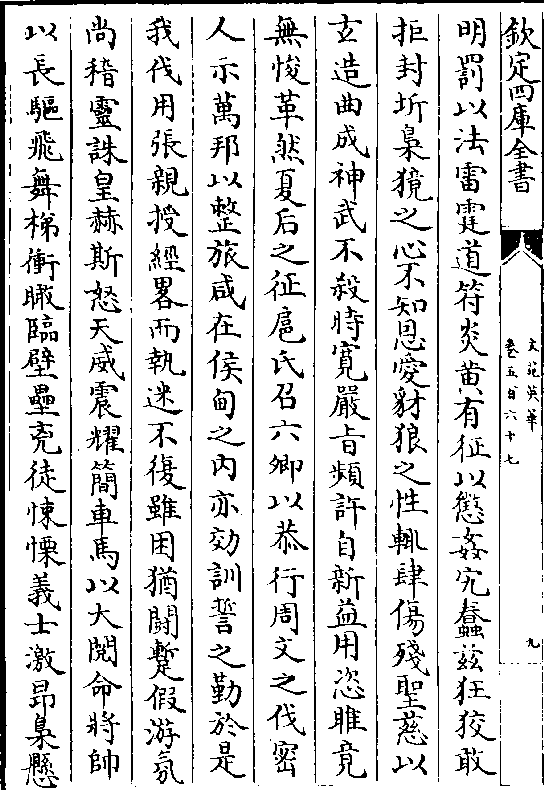 欽定四庫全書
文苑英華
卷五百六十七
九
明罰以法雷霆道符炎黄有征以懲姦宄蠢兹狂狡敢
拒封圻梟獍之心不知恩愛豺狼之性輒肆傷殘聖慈以
玄造曲成神武不殺時寛嚴㫖頻許自新益用恣睢竟
無悛革然夏后之征扈氏召六卿以恭行周文之伐密
人示萬邦以整旅咸在侯甸之内亦効訓誓之勤於是
我伐用張親授經畧而執迷不復雖困猶鬭蹔假游氛
尚稽靈誅皇赫斯怒天威震耀簡車馬以大閲命將帥
以長驅飛舞梯衝瞰臨壁壘兖徒悚慄義士激昂梟懸